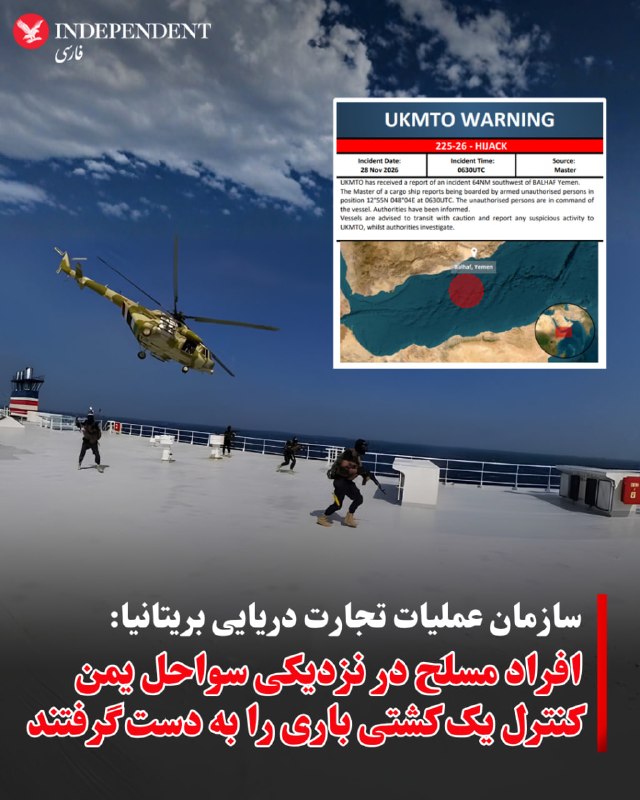 INDEPENDENT
فارسی
UKMTO WARNING
225-26 - HIJACK
Incident Date:
28 Nov 2026
Incident Time:
0630UTC
Source:
Master
UKMTO has received a report of an incident 64NM southwest of BALHAF Yemen.
The Master of a cargo ship reports being boarded by armed unauthorised persons in
position 12°55N 048°04E at 0630UTC. The unauthorised persons are in command of
the vessel. Authorities have been informed.
Vessels are advised to transit with caution and report any suspicious activity to
UKMTO, whilst authorities investigate.
Balhaf, Yemen
سازمان عملیات تجارت دریایی بریتانیا:
افراد مسلح در نزدیکی سواحل یمن
کنترل یک کشتی باری را به دست گرفتند